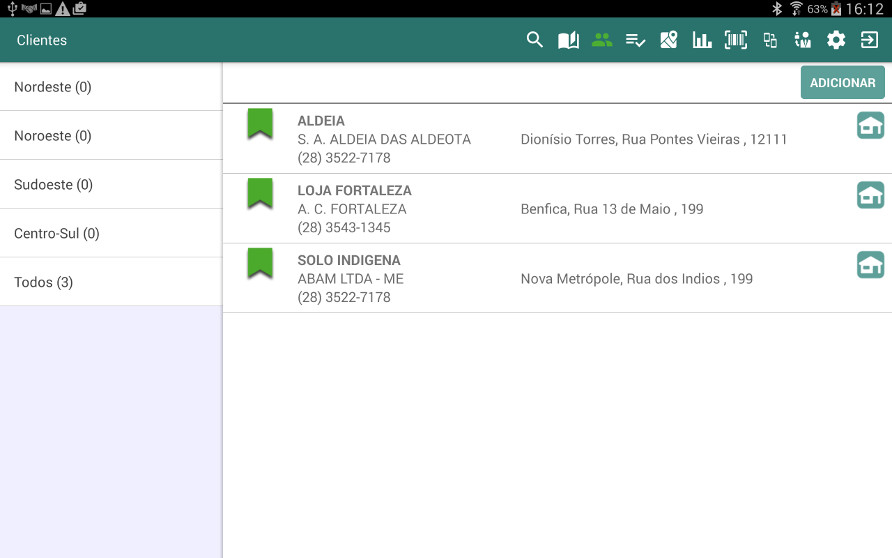 63% 16:12
Clientes
Nordeste (0)
Noroeste (0)
Sudoeste (0)
Centro-Sul (0)
Todos (3)
ADICIONAR
ALDEIA
S. A. ALDEIA DAS ALDEOTA
(28) 3522-7178
Dionísio Torres, Rua Pontes Vieiras , 12111
LOJA FORTALEZA
A. C. FORTALEZA
(28) 3543-1345
Benfica, Rua 13 de Maio , 199
SOLO INDIGENA
ABAM LTDA - ME
(28) 3522-7178
Nova Metrópole, Rua dos Indios , 199